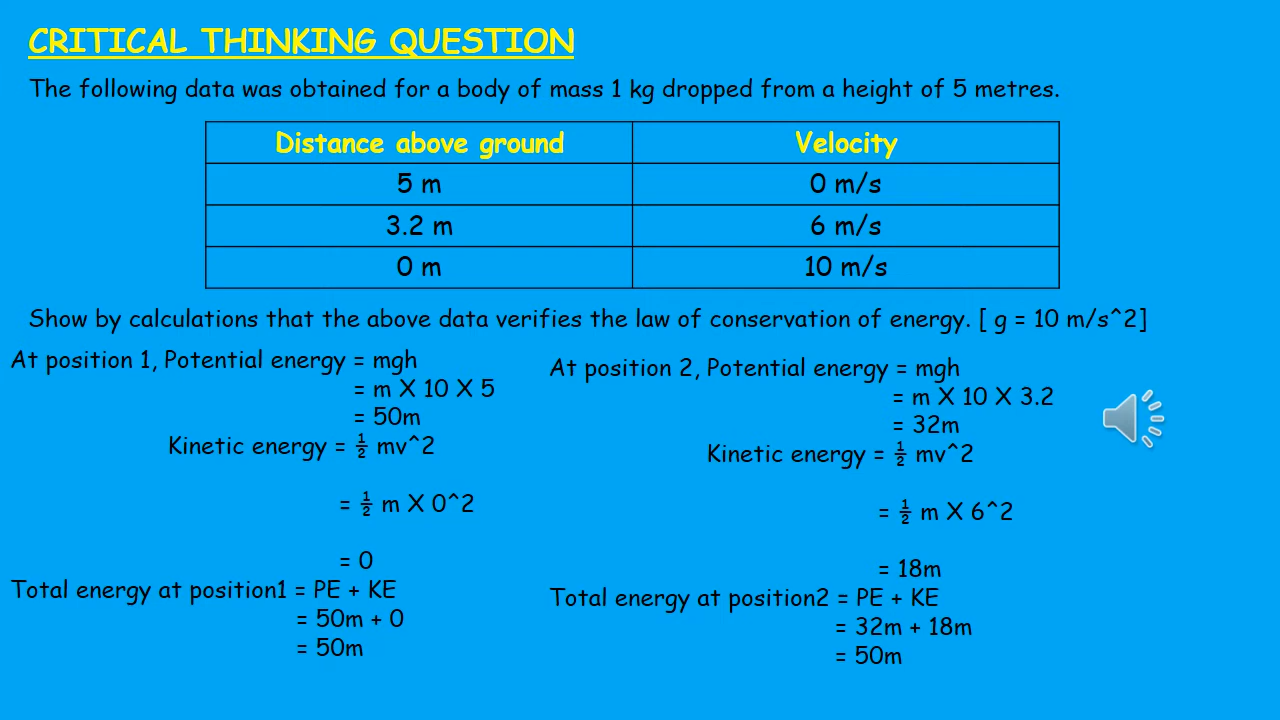 CRITICAL THINKING QUESTION
The following data was obtained for a body of mass 1 kg dropped from a height of 5 metres.
Distance above ground Velocity
5 m 0 m/s
3.2 m 6 m/s
0 m 10 m/s
Show by calculations that the above data verifies the law of conservation of energy. [ g = 10 m/s^2]
At position 1, Potential energy = mgh
= m X 10 X 5
= 50m
Kinetic energy = ½ mv^2
= ½ m X 0^2
= 0
Total energy at position1 = PE + KE
= 50m + 0
= 50m
At position 2, Potential energy = mgh
= m X 10 X 3.2
= 32m
Kinetic energy = ½ mv^2
= ½ m X 6^2
= 18m
Total energy at position2 = PE + KE
= 32m + 18m
= 50m